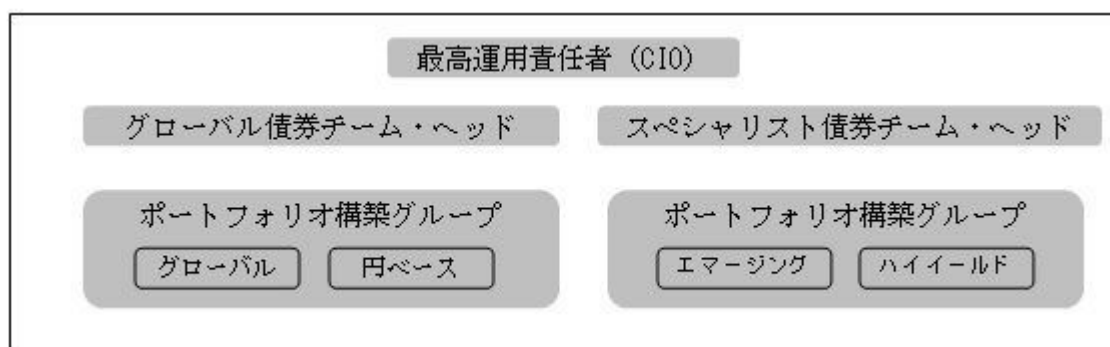 最高運用責任者 (CIO)
グローバル債券チーム・ヘッド
スペシャリスト債券チーム・ヘッド
ポートフォリオ構築グループ
グローバル
円ベース
ポートフォリオ構築グループ
エマージング
ハイイールド